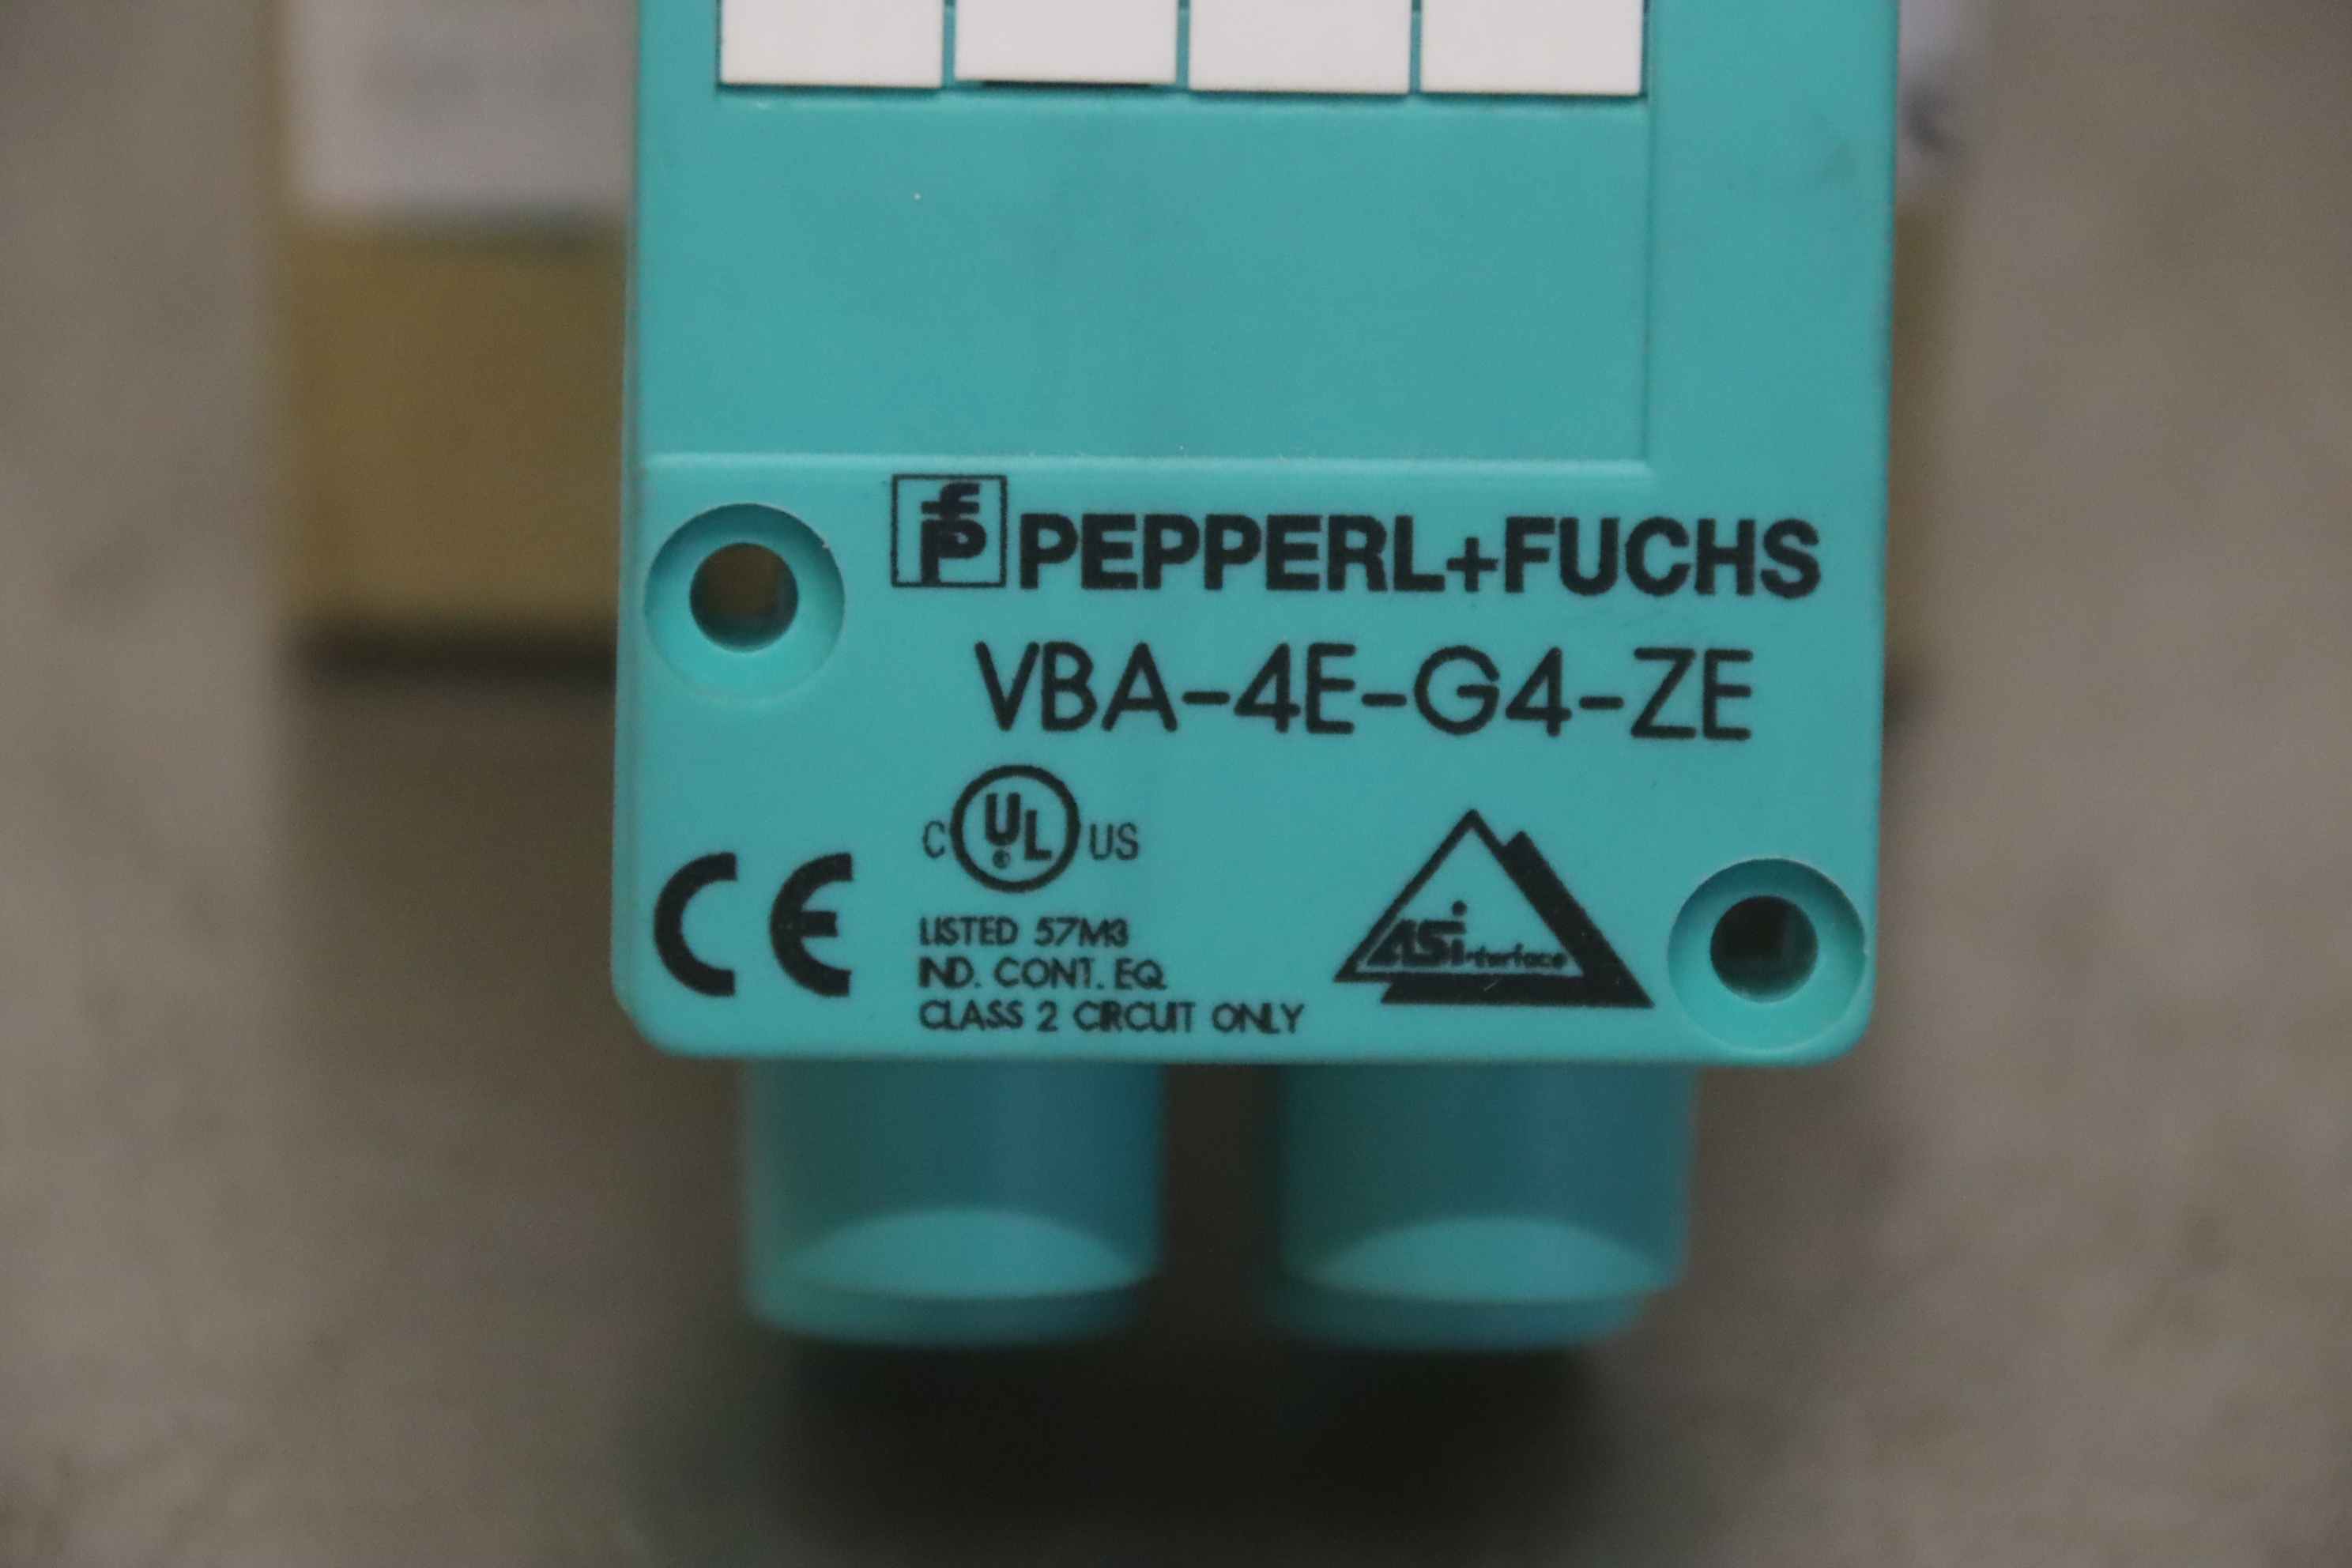 PEPPERL+FUCHS
VBA-4E-G4-ZE
C UL® US
CE
LISTED 57M3
IND. CONT. EQ.
CLASS 2 CIRCUIT ONLY
ASi-nterface